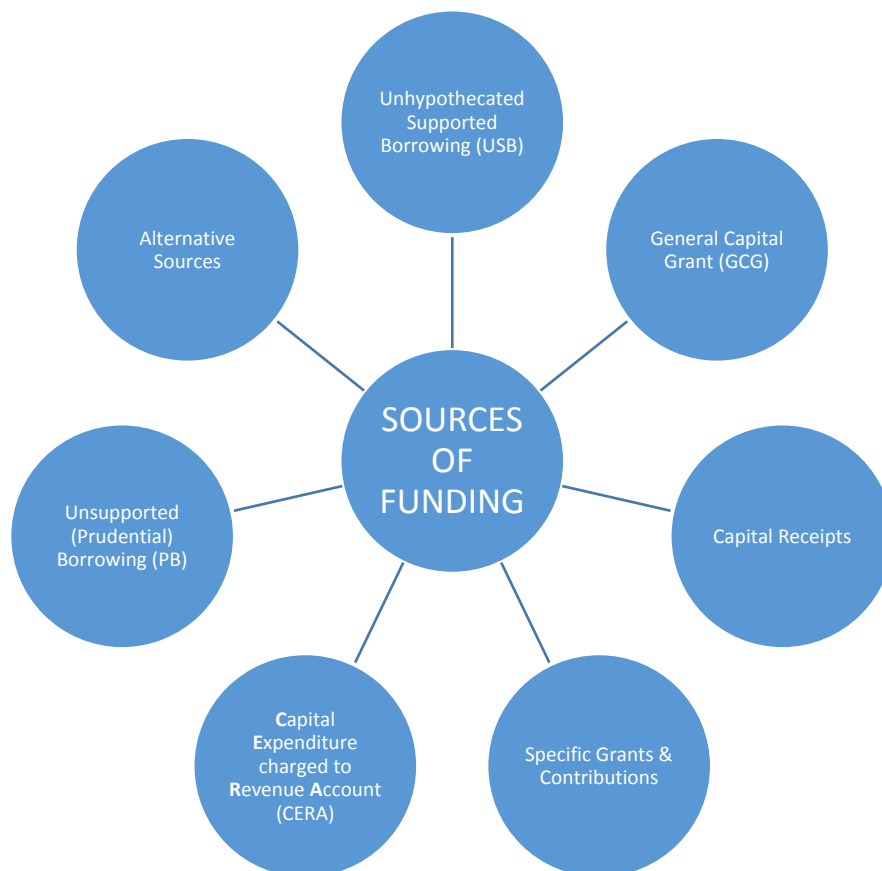 Unhypothecated
Supported
Borrowing (USB)
General Capital
Grant (GCG)
Capital Receipts
Specific Grants &
Contributions
Capital
Expenditure
charged to
Revenue Account
(CERA)
Unsupported
(Prudential)
Borrowing (PB)
Alternative
Sources
SOURCES
OF
FUNDING